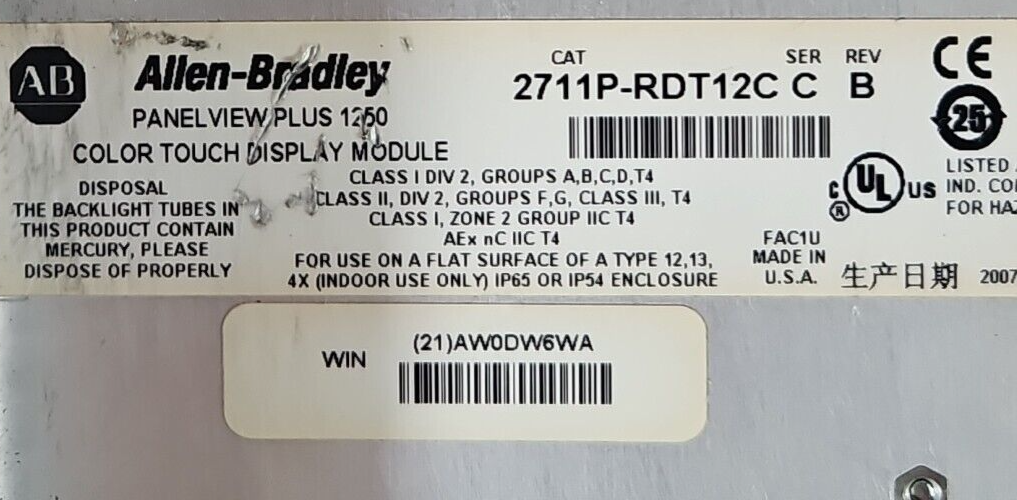 AB Allen-Bradley
CAT SER REV
2711P-RDT12C C B
CE
PANELVIEW PLUS 1250
25
COLOR TOUCH DISPLAY MODULE
DISPOSAL
THE BACKLIGHT TUBES IN
THIS PRODUCT CONTAIN
MERCURY, PLEASE
DISPOSE OF PROPERLY
CLASS I DIV 2, GROUPS A,B,C,D,T4
CLASS II, DIV 2, GROUPS F,G, CLASS III, T4
CLASS I, ZONE 2 GROUP IIC T4
AEx nC IIC T4
FOR USE ON A FLAT SURFACE OF A TYPE 12,13,
4X (INDOOR USE ONLY) IP65 OR IP54 ENCLOSURE
C UL US
®
LISTED
IND. CO
FOR HAZ
FAC1U
MADE IN
U.S.A.
生产日期 2007
WIN
(21)AW0DW6WA